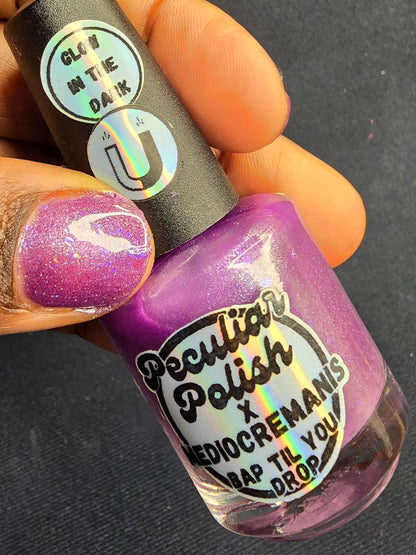 GLOW
IN THE
DARK
Peculiar
Polish
X
MEDIOCREMANIS
BAP TIL YOU
DROP